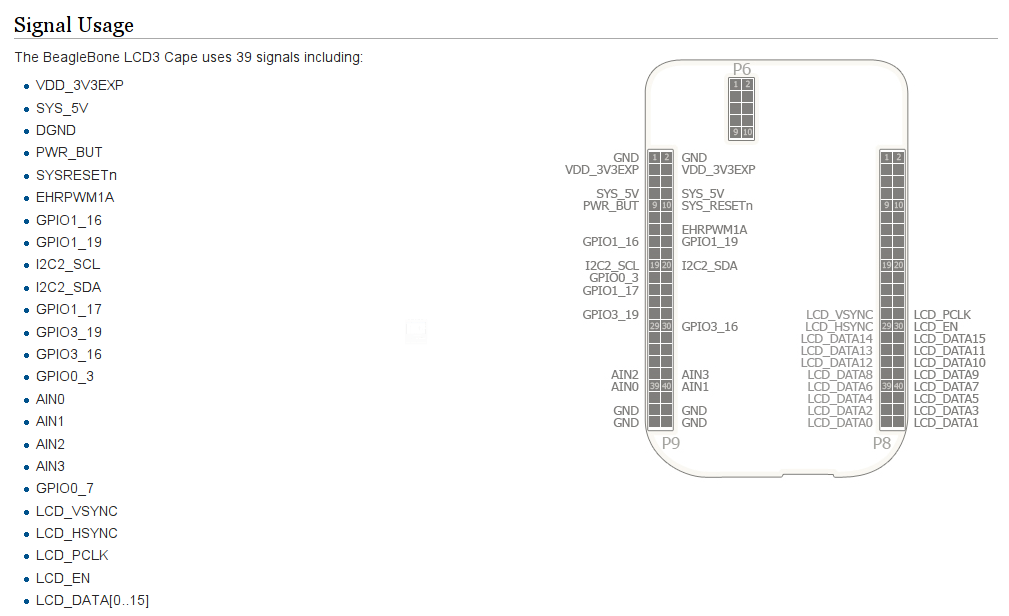 Signal Usage
The BeagleBone LCD3 Cape uses 39 signals including:
VDD_3V3EXP
SYS_5V
DGND
PWR_BUT
SYSRESETn
EHRPWM1A
GPIO1_16
GPIO1_19
I2C2_SCL
I2C2_SDA
GPIO1_17
GPIO3_19
GPIO3_16
GPIO0_3
AIN0
AIN1
AIN2
AIN3
GPIO0_7
LCD_VSYNC
LCD_HSYNC
LCD_PCLK
LCD_EN
LCD_DATA[0..15]
P6
1 2
9 10
GND 1 2 GND
VDD_3V3EXP VDD_3V3EXP
SYS_5V SYS_5V
PWR_BUT 9 10 SYS_RESETn
EHRPWM1A
GPIO1_16 GPIO1_19
I2C2_SCL 19 20 I2C2_SDA
GPIO0_3
GPIO1_17
GPIO3_19
29 30 GPIO3_16
AIN2 AIN3
AIN0 39 40 AIN1
GND GND
GND GND
P9
1 2
9 10
19 20
LCD_VSYNC LCD_PCLK
LCD_HSYNC 29 30 LCD_EN
LCD_DATA14 LCD_DATA15
LCD_DATA13 LCD_DATA11
LCD_DATA12 LCD_DATA10
LCD_DATA8 LCD_DATA9
LCD_DATA6 39 40 LCD_DATA7
LCD_DATA4 LCD_DATA5
LCD_DATA2 LCD_DATA3
LCD_DATA0 LCD_DATA1
P8